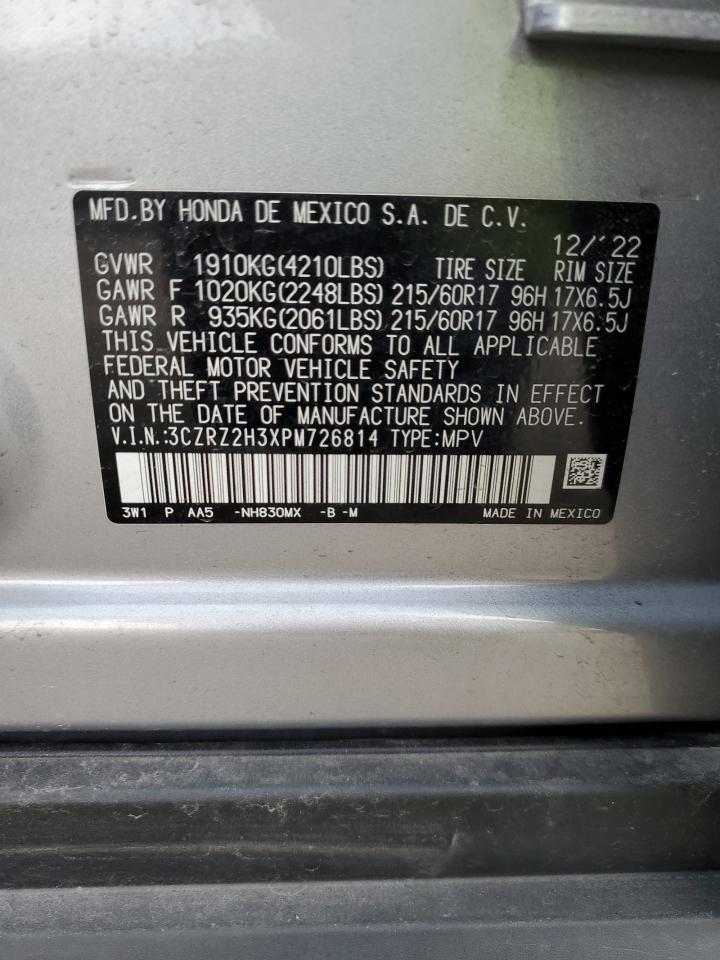 MFD.BY HONDA DE MEXICO S.A. DE C.V.
12/'22
GVWR 1910KG(4210LBS) TIRE SIZE RIM SIZE
GAWR F 1020KG(2248LBS) 215/60R17 96H 17X6.5J
GAWR R 935KG(2061LBS) 215/60R17 96H 17X6.5J
THIS VEHICLE CONFORMS TO ALL APPLICABLE
FEDERAL MOTOR VEHICLE SAFETY
AND THEFT PREVENTION STANDARDS IN EFFECT
ON THE DATE OF MANUFACTURE SHOWN ABOVE.
V.I.N.:3CZRZ2H3XPM726814 TYPE:MPV
3W1 P AA5 -NH830MX -B -M MADE IN MEXICO